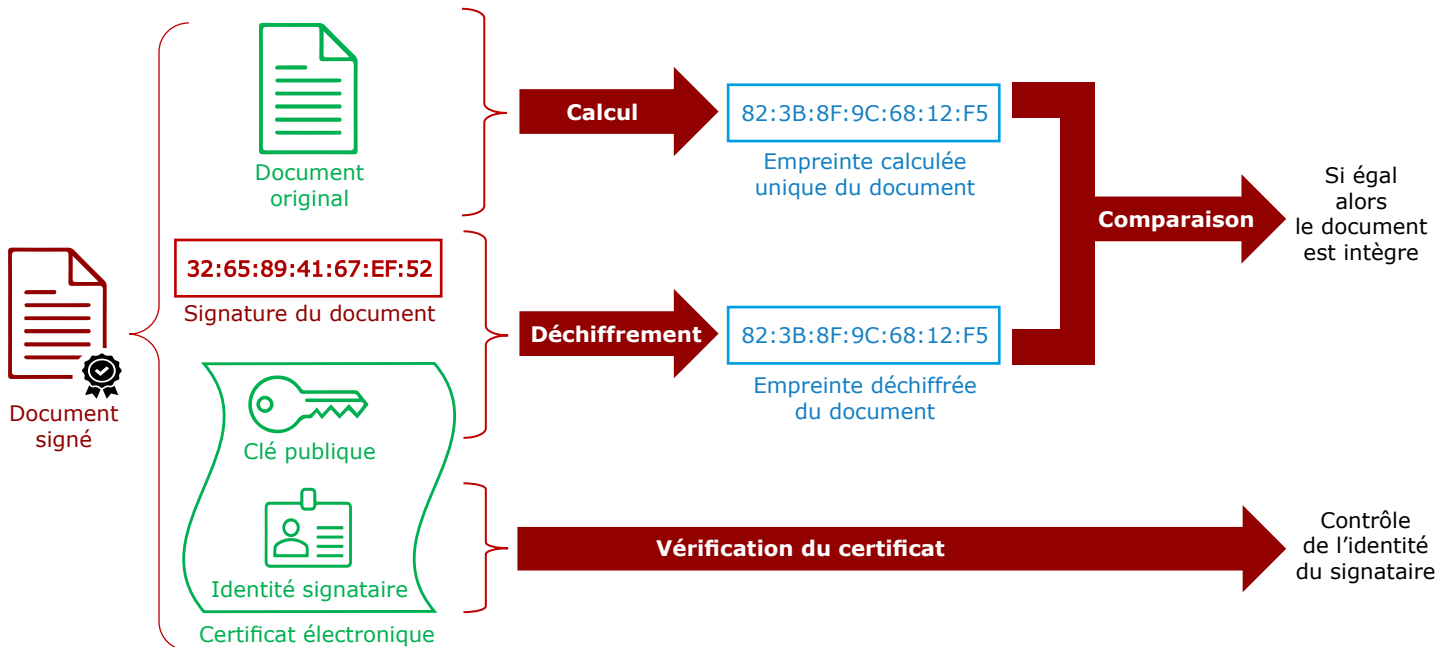 Document
signé
Document
original
32:65:89:41:67:EF:52
Signature du document
Clé publique
Identité signataire
Certificat électronique
Calcul
82:3B:8F:9C:68:12:F5
Empreinte calculée
unique du document
Déchiffrement
82:3B:8F:9C:68:12:F5
Empreinte déchiffrée
du document
Comparaison
Si égal
alors
le document
est intègre
Vérification du certificat
Contrôle
de l’identité
du signataire